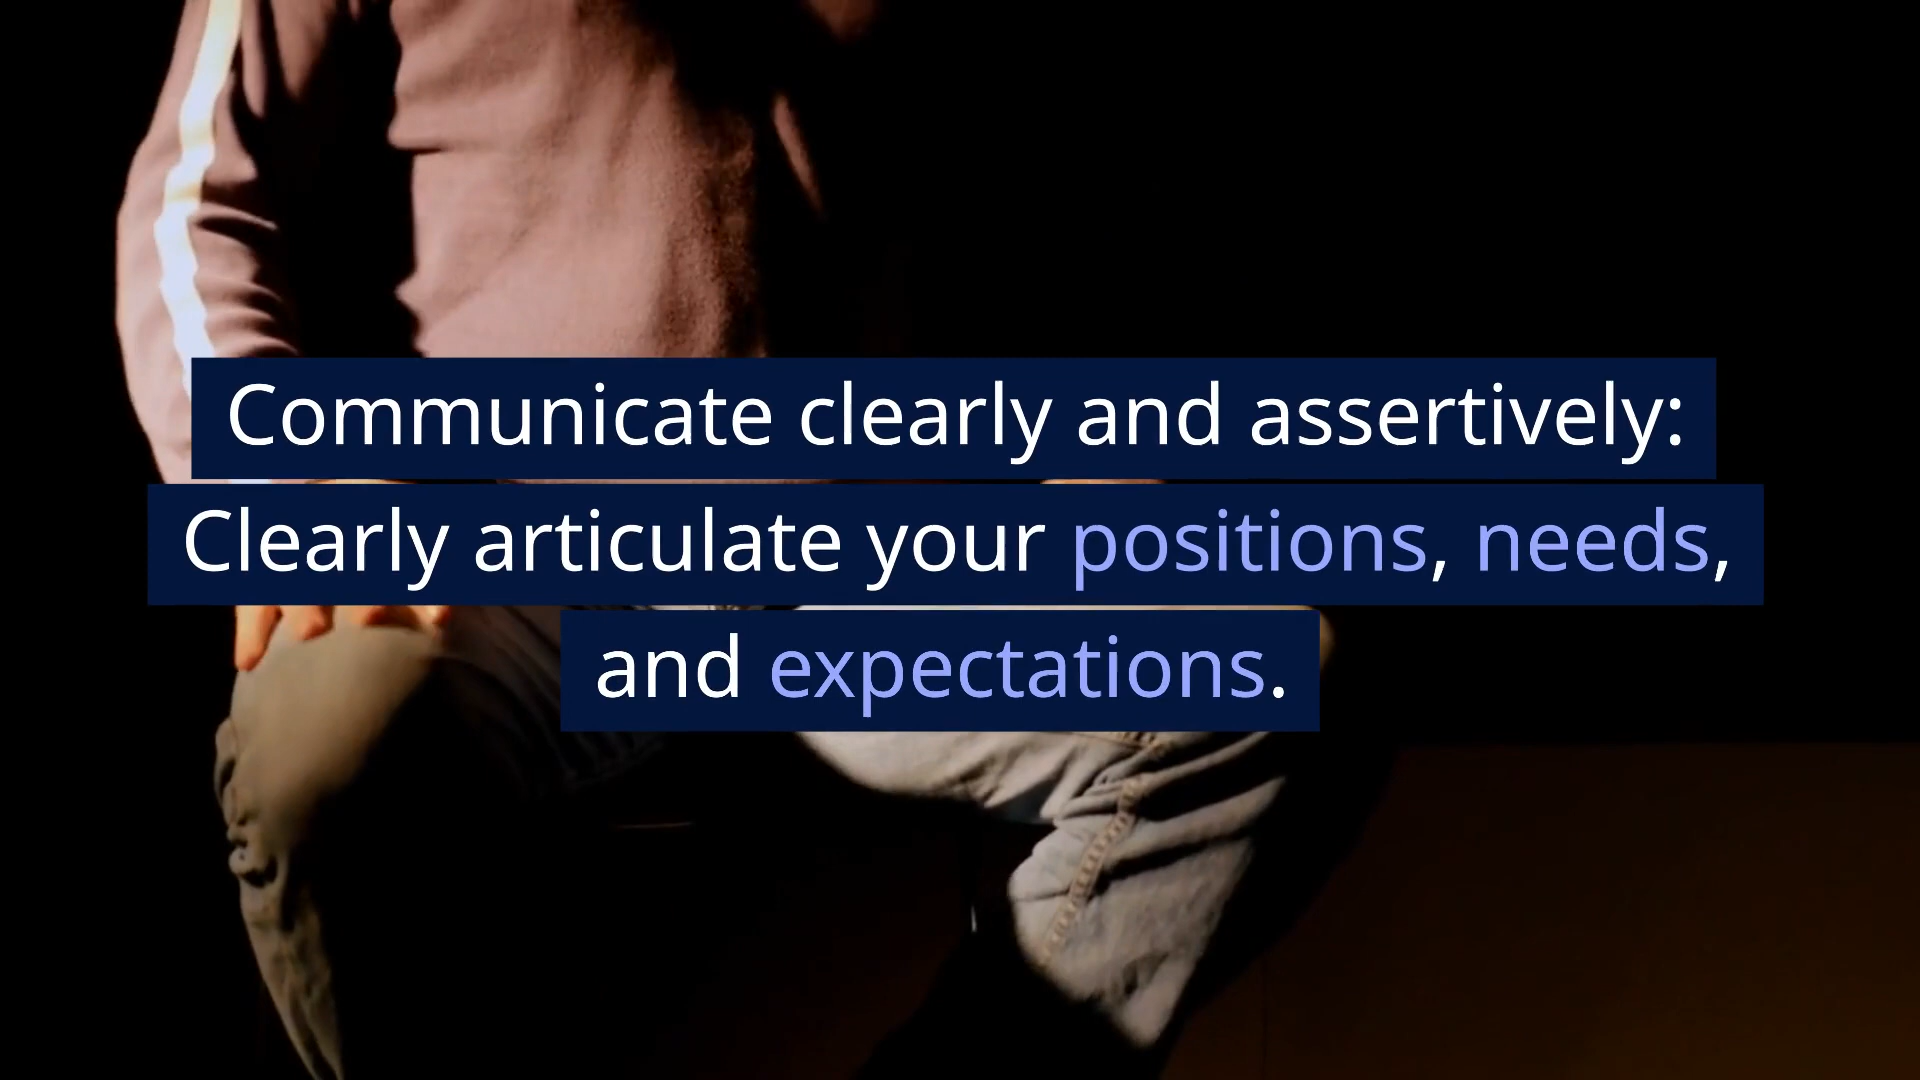 Communicate clearly and assertively:
Clearly articulate your positions, needs,
and expectations.